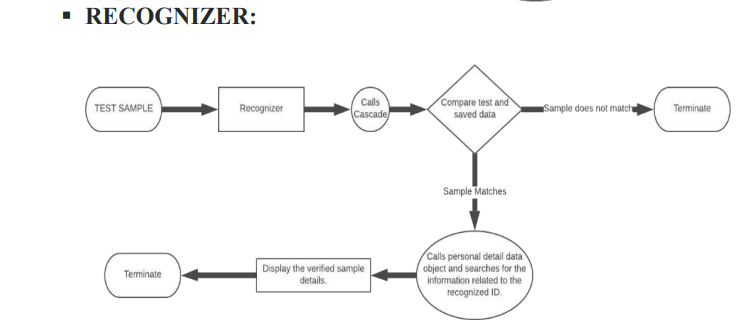 ▪ RECOGNIZER:
TEST SAMPLE
Recognizer
Calls
Cascade
Compare test and
saved data
Sample does not match
Terminate
Sample Matches
Calls personal detail data
object and searches for the
information related to the
recognized ID.
Display the verified sample
details.
Terminate